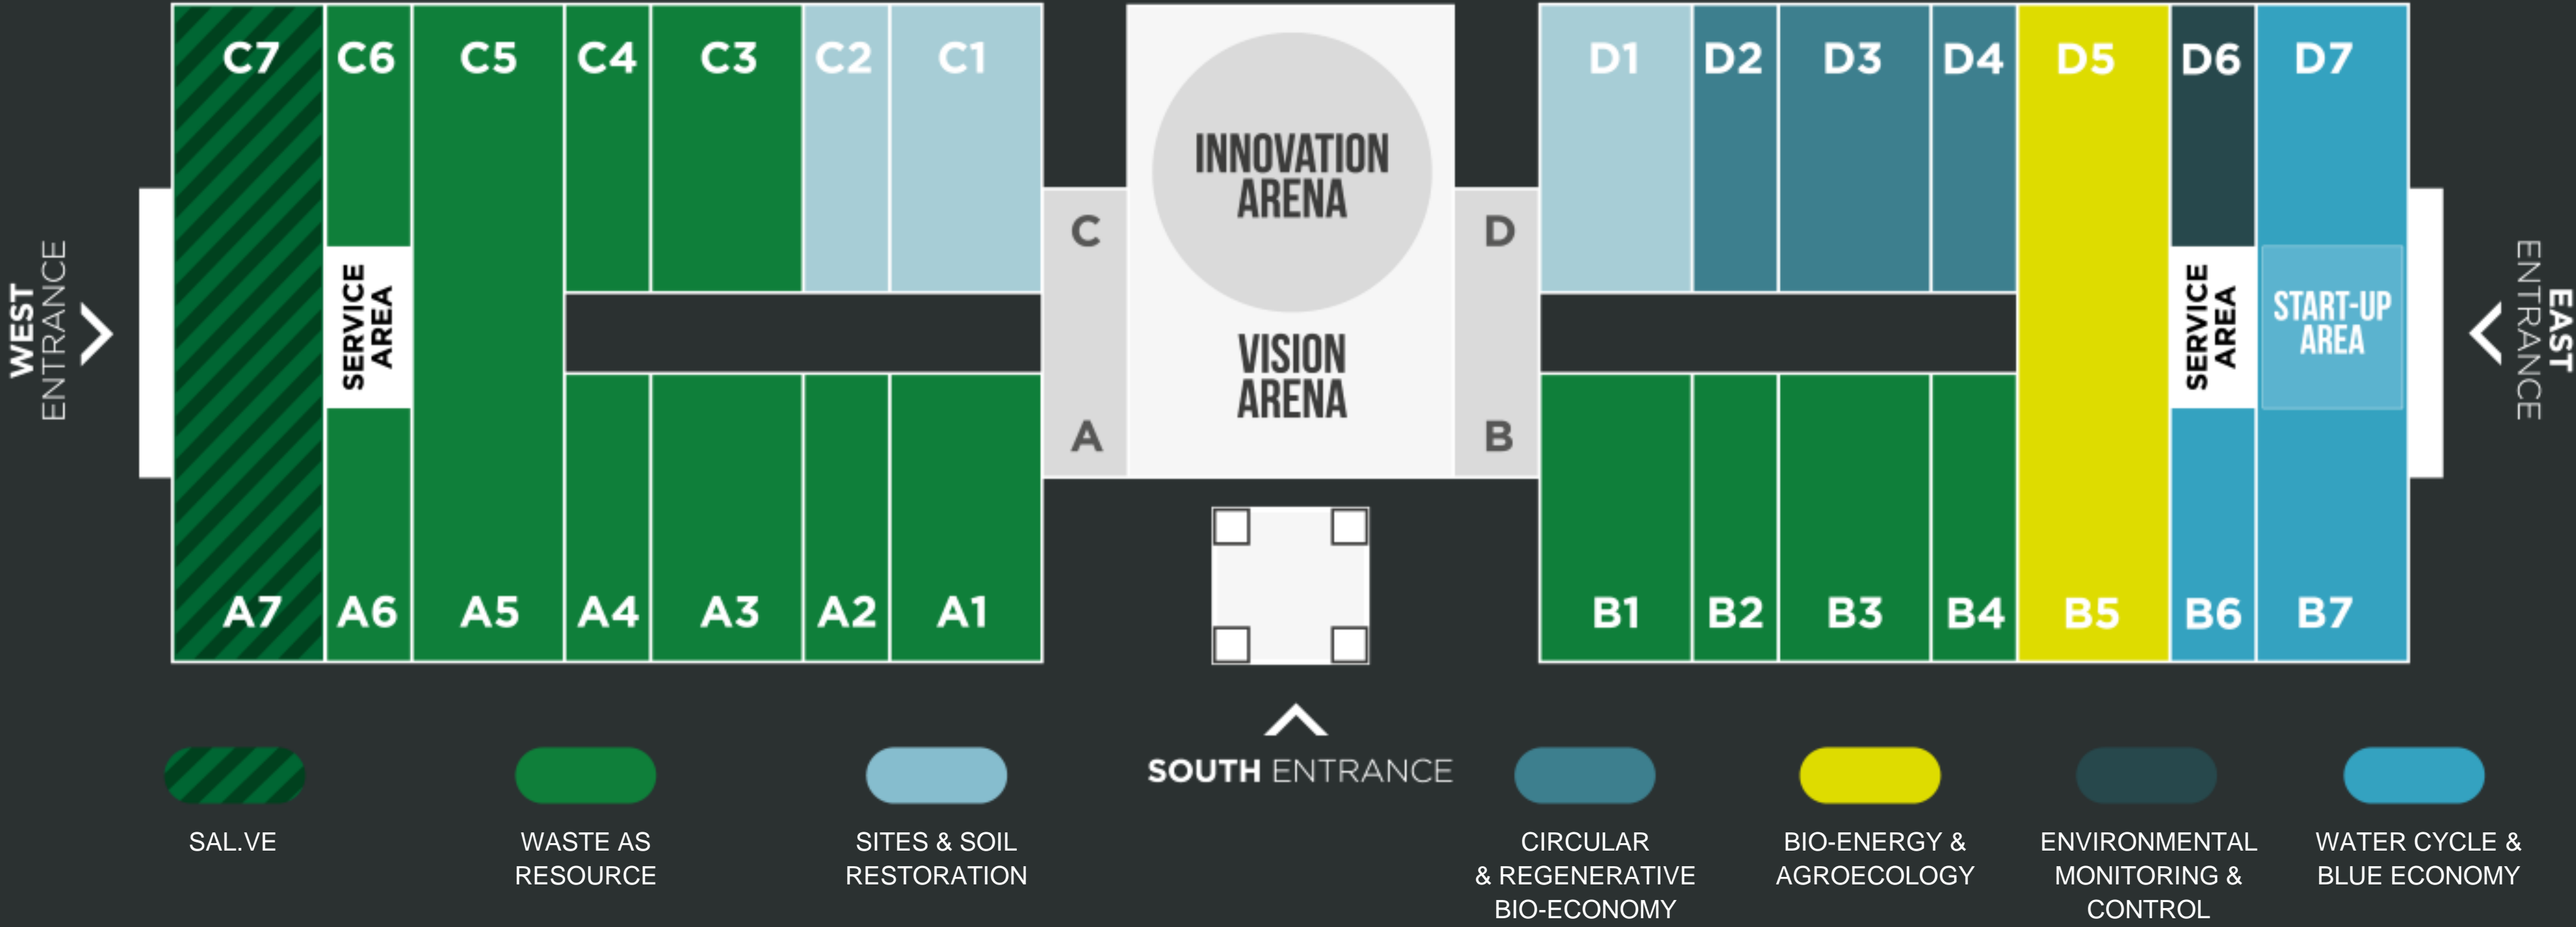 C7
C6
C5
C4
C3
C2
C1
D1
D2
D3
D4
D5
D6
D7
INNOVATION
ARENA
C
D
WEST
ENTRANCE
SERVICE
AREA
VISION
ARENA
SERVICE
AREA
START-UP
AREA
EAST
ENTRANCE
A
B
A7
A6
A5
A4
A3
A2
A1
B1
B2
B3
B4
B5
B6
B7
SOUTH ENTRANCE
SAL.VE
WASTE AS
RESOURCE
SITES & SOIL
RESTORATION
CIRCULAR
& REGENERATIVE
BIO-ECONOMY
BIO-ENERGY &
AGROECOLOGY
ENVIRONMENTAL
MONITORING &
CONTROL
WATER CYCLE &
BLUE ECONOMY